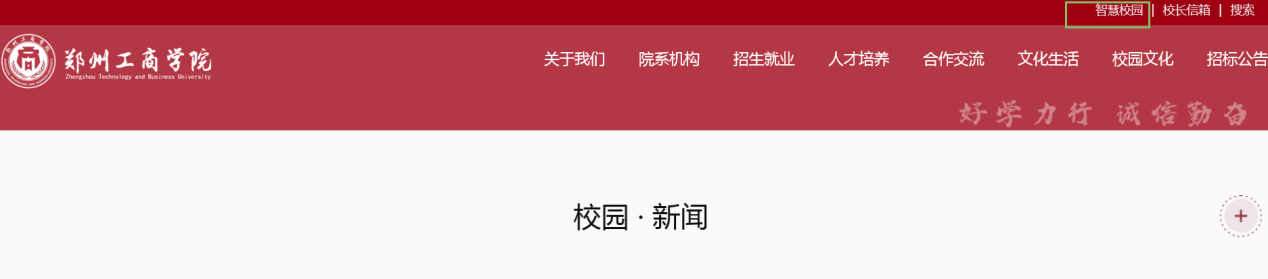 智慧校园 | 校长信箱 | 搜索
郑州工商学院
Zhengzhou Technology and Business University
关于我们 院系机构 招生就业 人才培养 合作交流 文化生活 校园文化 招标公告
好学力行 诚信勤奋
校园 · 新闻
+